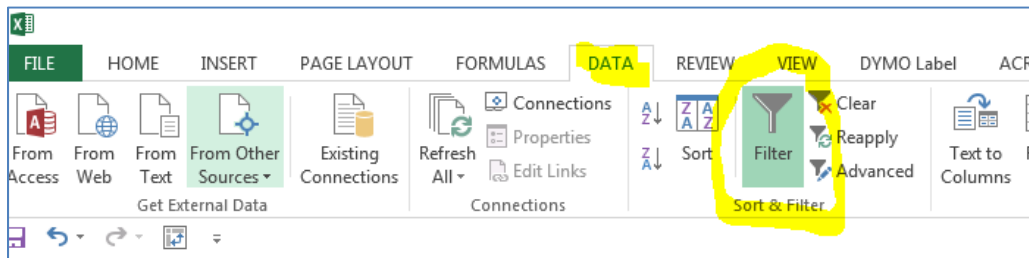 FILE HOME INSERT PAGE LAYOUT FORMULAS DATA REVIEW VIEW DYMO Label ACR
From Access
From Web
From Text
From Other Sources
Existing Connections
Get External Data
Refresh All
Connections
Properties
Edit Links
Connections
A Z
Z A
Z A A Z
Sort
Filter
Clear
Reapply
Advanced
Sort & Filter
Text to Columns